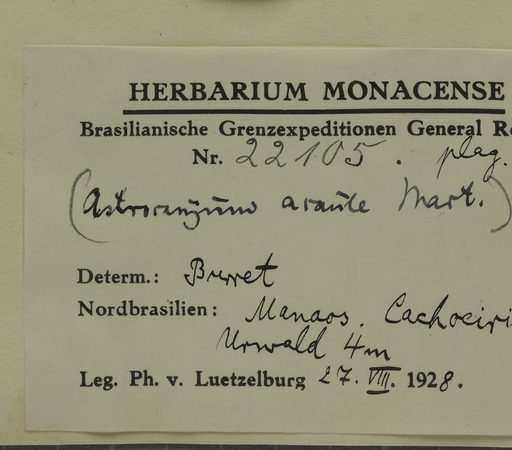 HERBARIUM MONACENSE
Brasilianische Grenzexpeditionen General Ro
Nr. 22105. plag.
(Astrocaryum acaule Mart.)
Determ.: Burret
Nordbrasilien: Manaos. Cachoeiri
Urwald 4m
Leg. Ph. v. Luetzelburg 27. VIII. 1928.